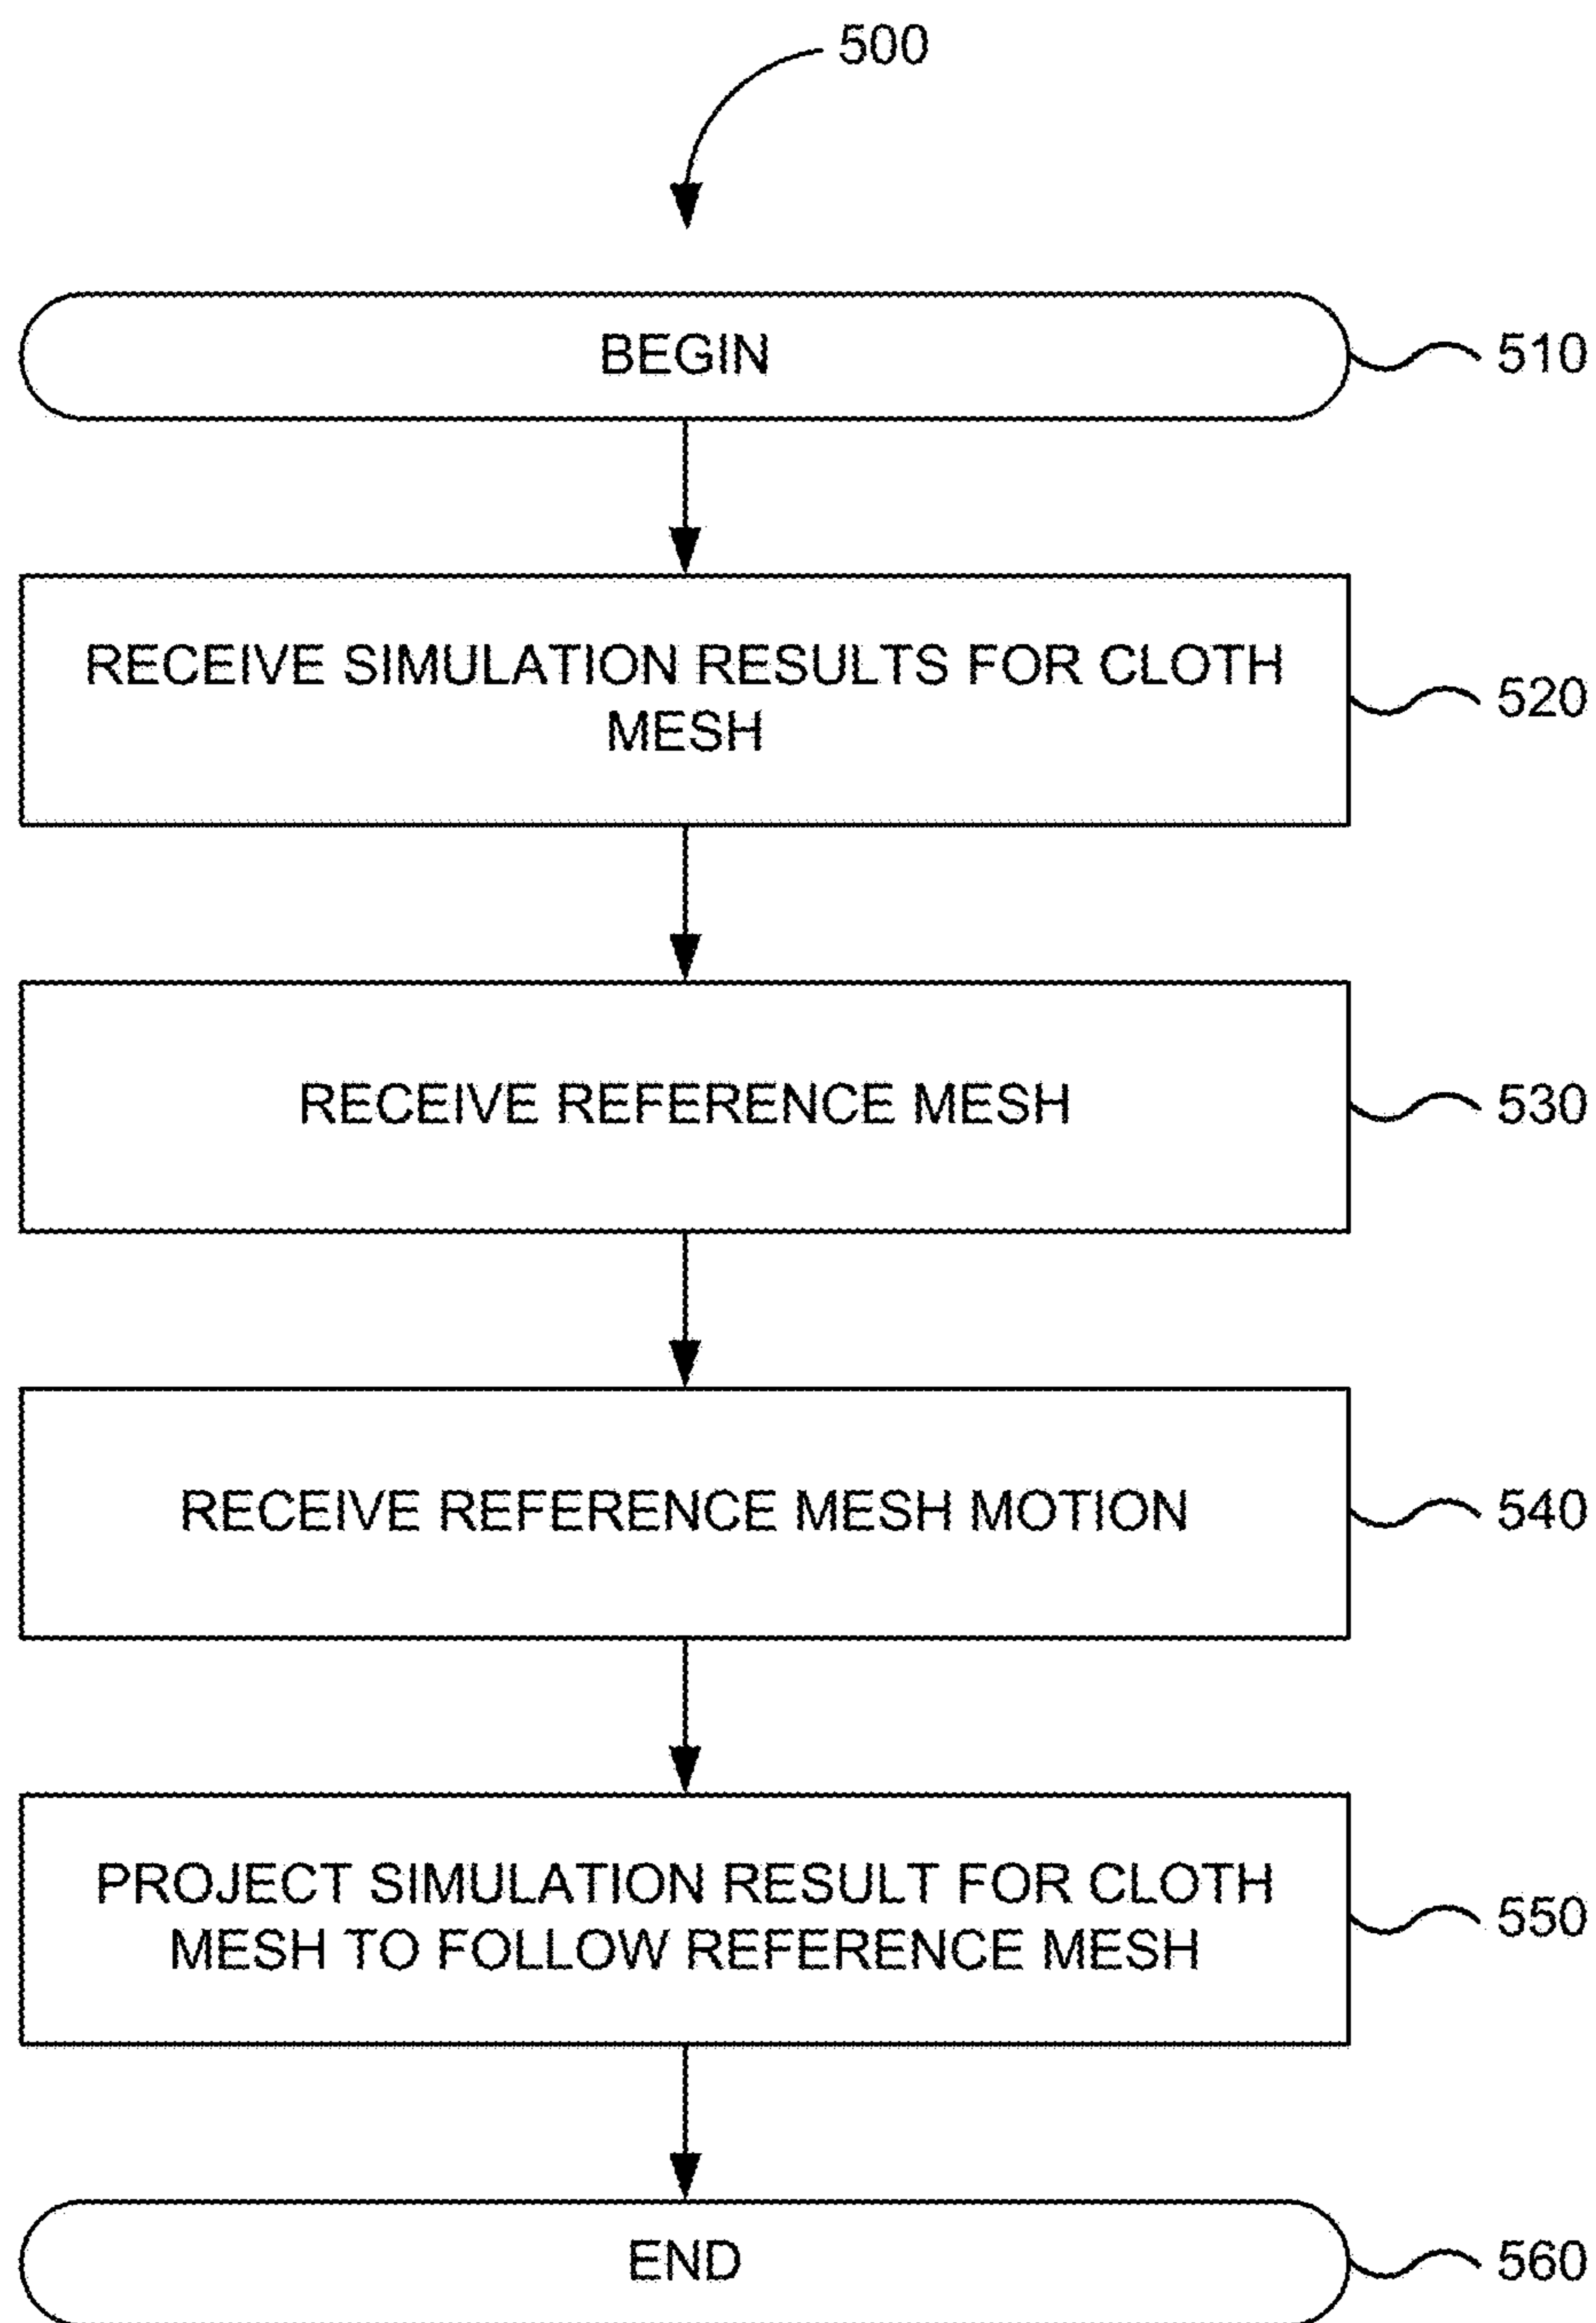 500
BEGIN
510
RECEIVE SIMULATION RESULTS FOR CLOTH
MESH
520
RECEIVE REFERENCE MESH
530
RECEIVE REFERENCE MESH MOTION
540
PROJECT SIMULATION RESULT FOR CLOTH
MESH TO FOLLOW REFERENCE MESH
550
END
560